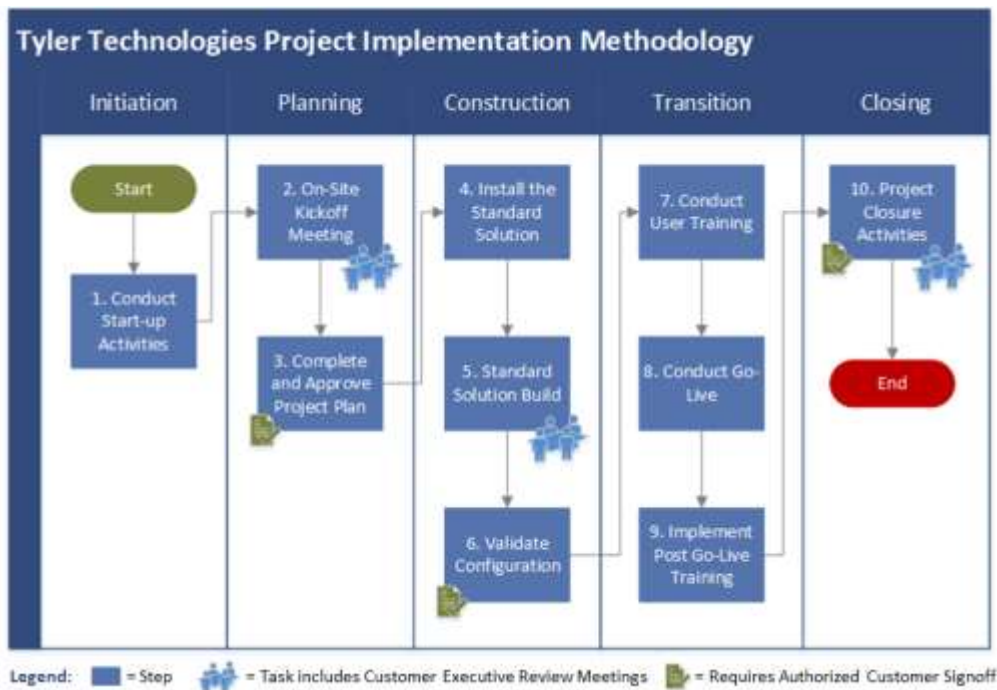 Tyler Technologies Project Implementation Methodology
Initiation
Planning
Construction
Transition
Closing
Start
1. Conduct
Start-up
Activities
2. On-Site
Kickoff
Meeting
3. Complete
and Approve
Project Plan
4. Install the
Standard
Solution
5. Standard
Solution Build
6. Validate
Configuration
7. Conduct
User Training
8. Conduct Go-
Live
9. Implement
Post Go-Live
Training
10. Project
Closure
Activities
End
Legend: = Step = Task includes Customer Executive Review Meetings = Requires Authorized Customer Signoff